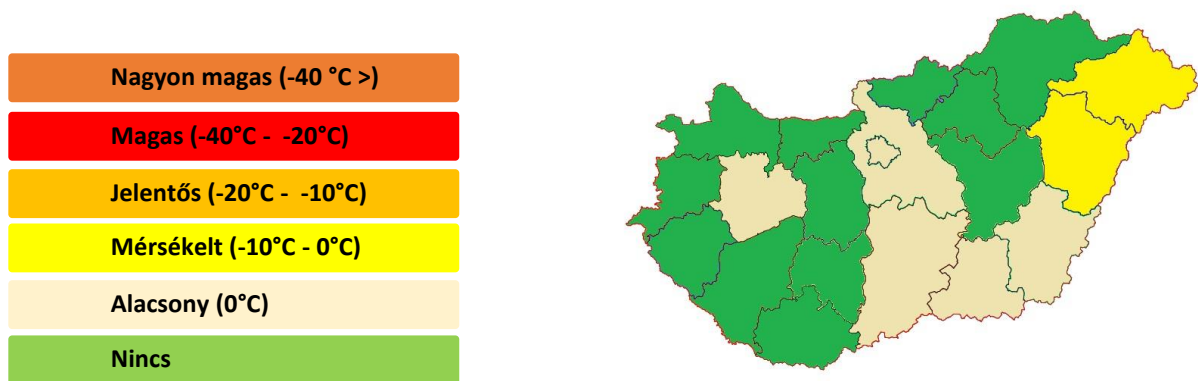 Nagyon magas (-40 °C >)
Magas (-40°C - -20°C)
Jelentős (-20°C - -10°C)
Mérsékelt (-10°C - 0°C)
Alacsony (0°C)
Nincs